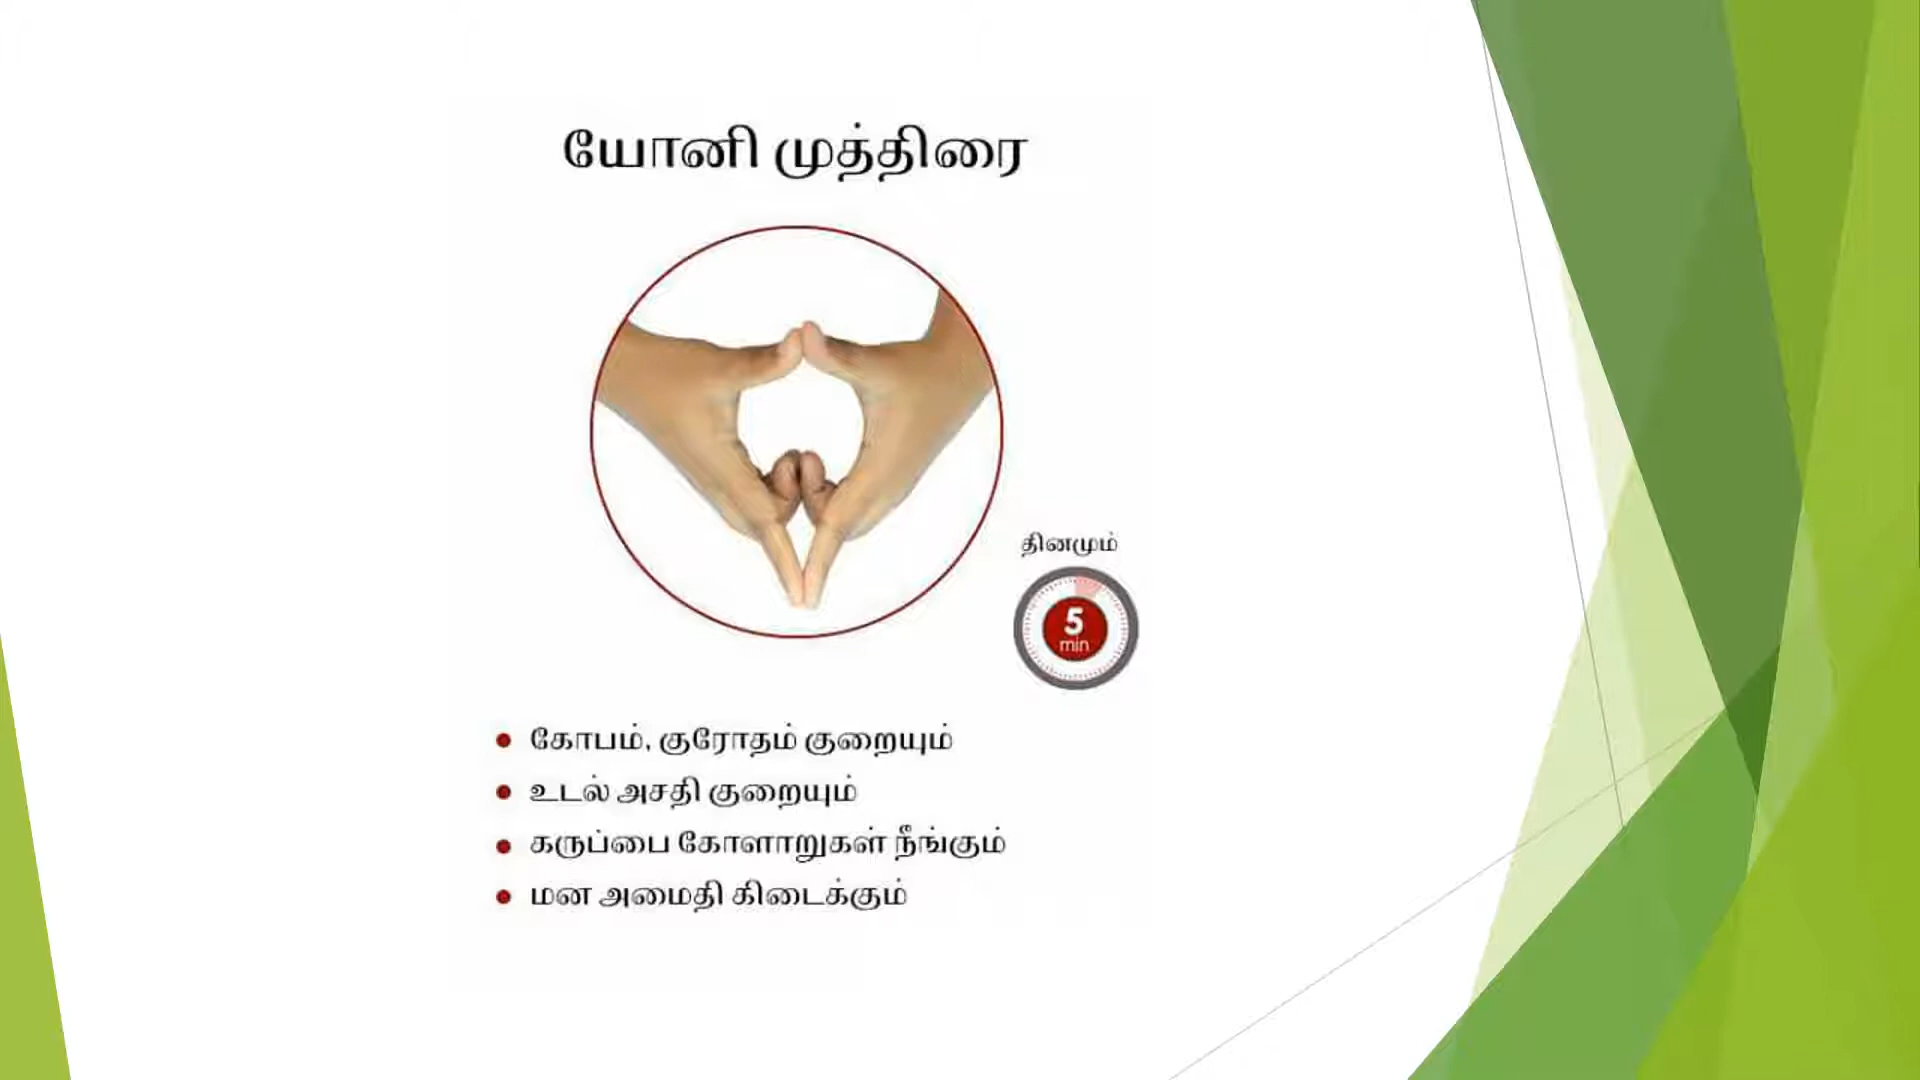 யோனி முத்திரை
தினமும்
5
min
கோபம், குரோதம் குறையும்
உடல் அசதி குறையும்
கருப்பை கோளாறுகள் நீங்கும்
மன அமைதி கிடைக்கும்